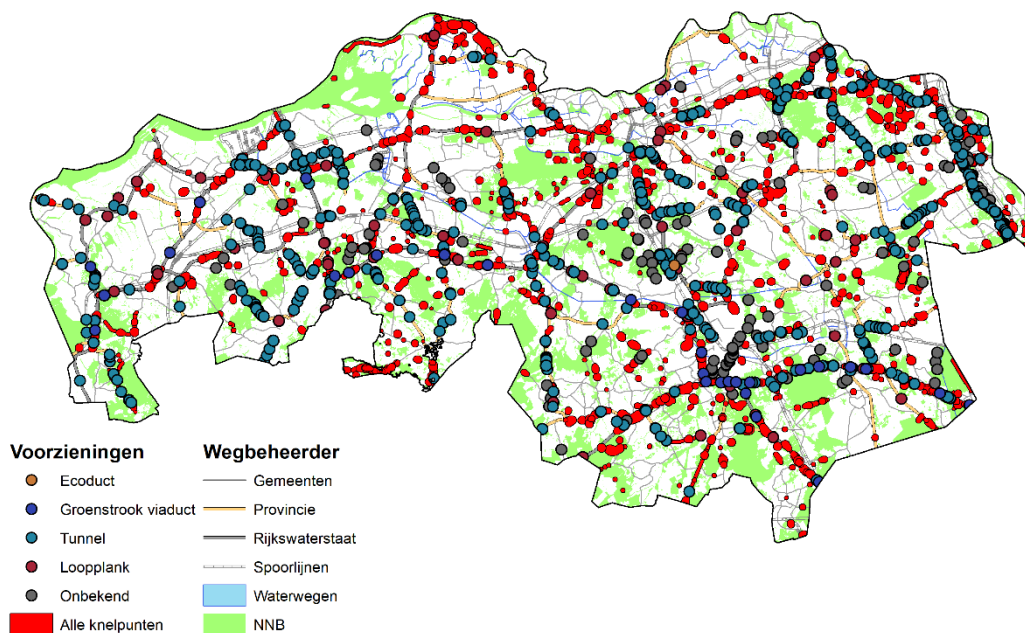 Voorzieningen
Ecoduct
Groenstrook viaduct
Tunnel
Loopplank
Onbekend
Alle knelpunten
Wegbeheerder
Gemeenten
Provincie
Rijkswaterstaat
Spoorlijnen
Waterwegen
NNB